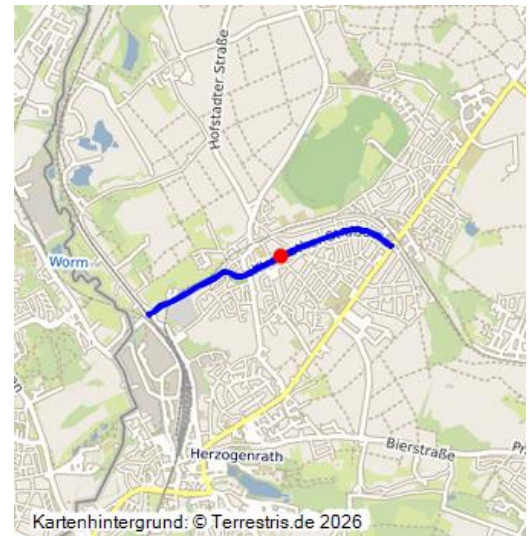 Hofstadter Straße
Worm
Herzogenrath
Bierstraße
Kartenhintergrund: © Terrestris.de 2026